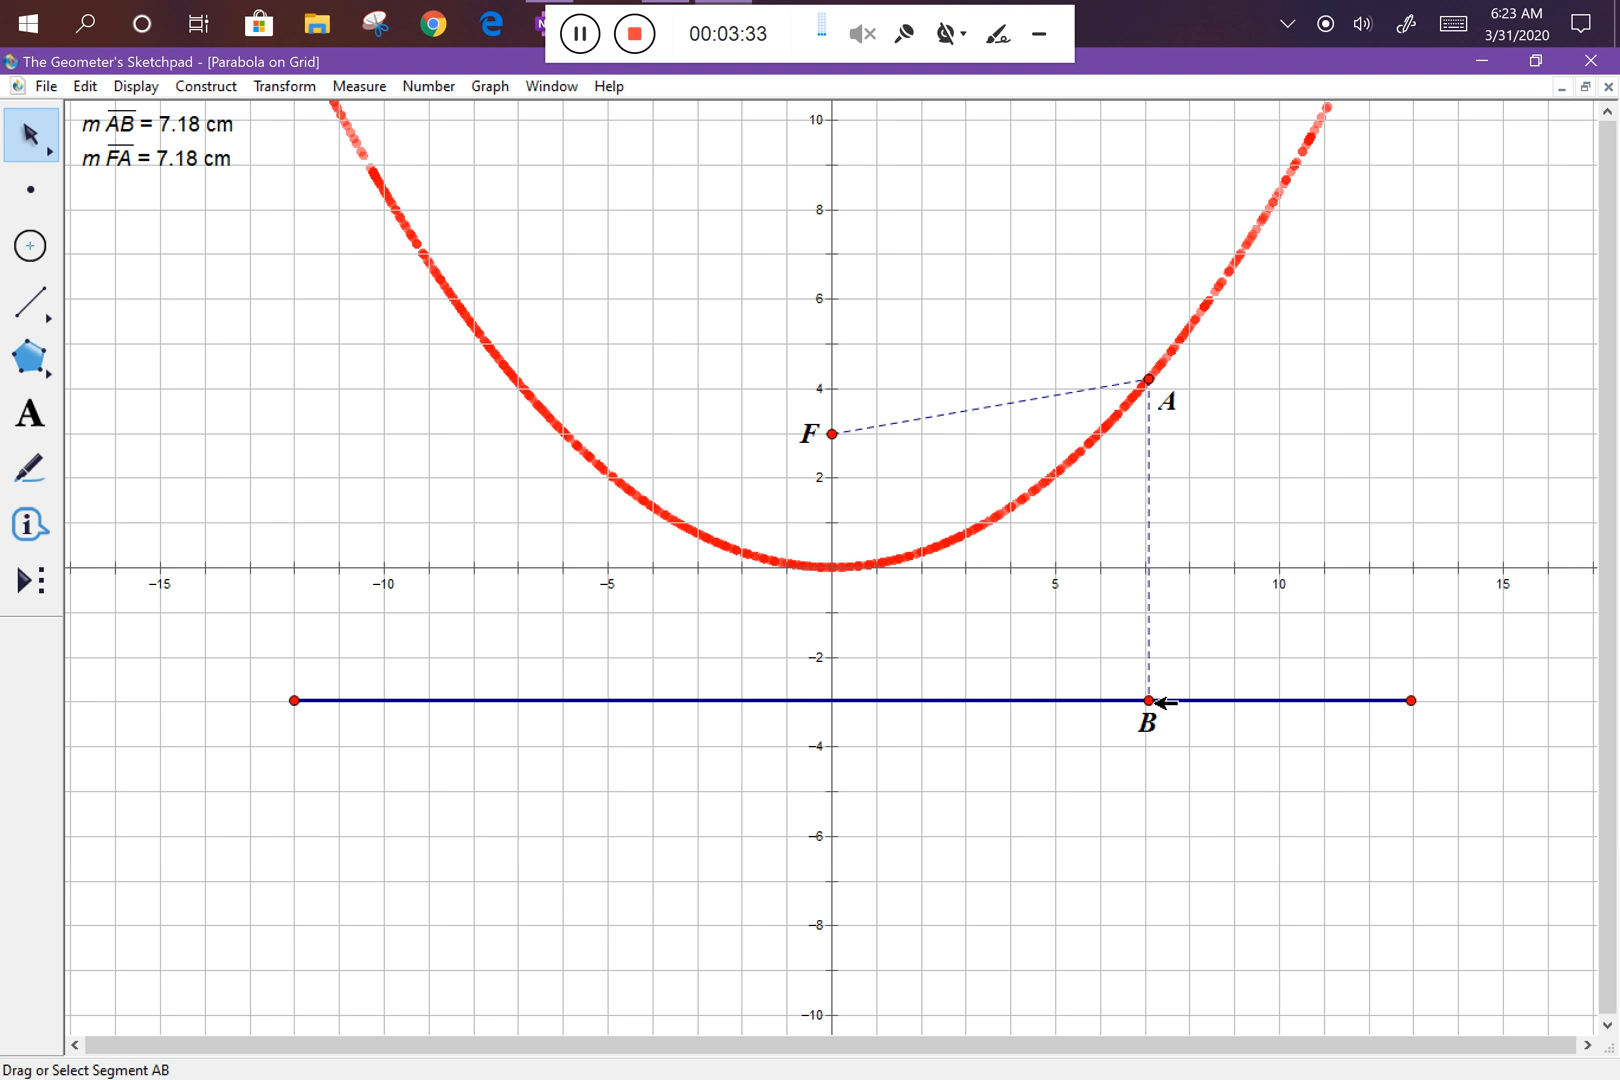 00:03:33
6:23 AM
3/31/2020
The Geometer's Sketchpad - [Parabola on Grid]
File Edit Display Construct Transform Measure Number Graph Window Help
m AB = 7.18 cm
m FA = 7.18 cm
10
8
6
4
A
F
2
−15 −10 −5 5 10 15
−2
B
−4
−6
−8
−10
Drag or Select Segment AB